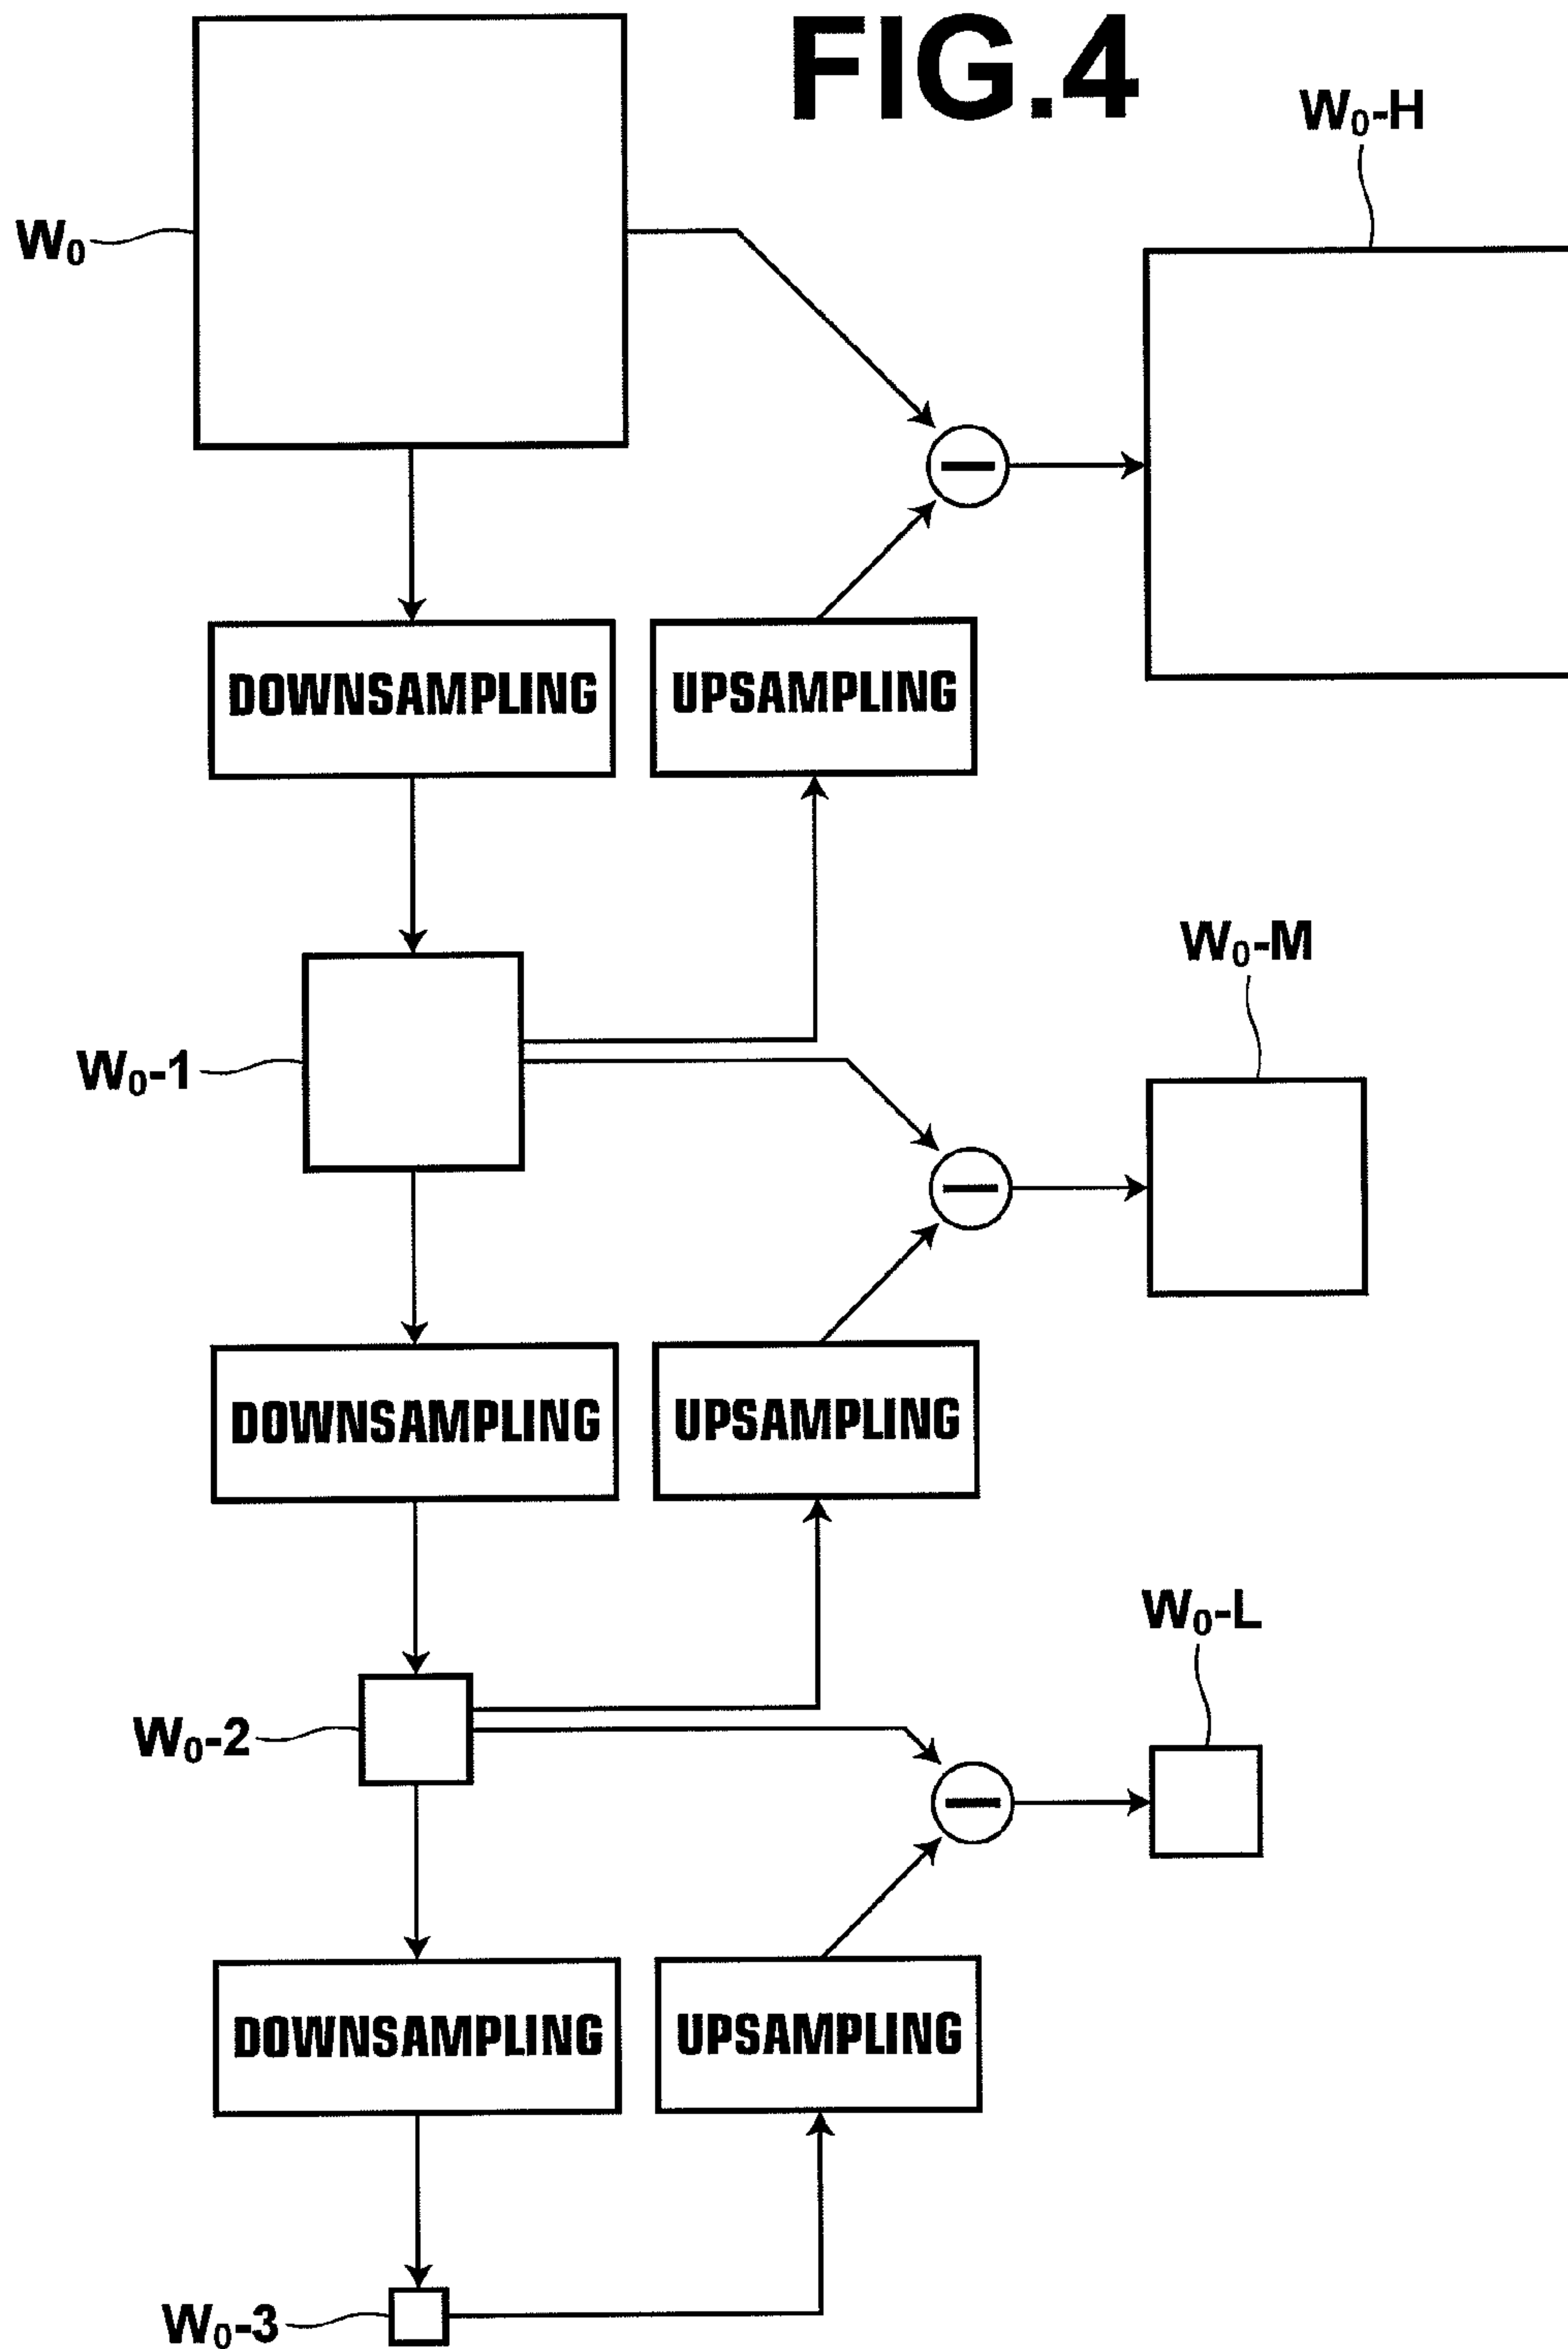 FIG.4
W₀-H
W₀
DOWNSAMPLING
UPSAMPLING
W₀-M
W₀-1
DOWNSAMPLING
UPSAMPLING
W₀-L
W₀-2
DOWNSAMPLING
UPSAMPLING
W₀-3